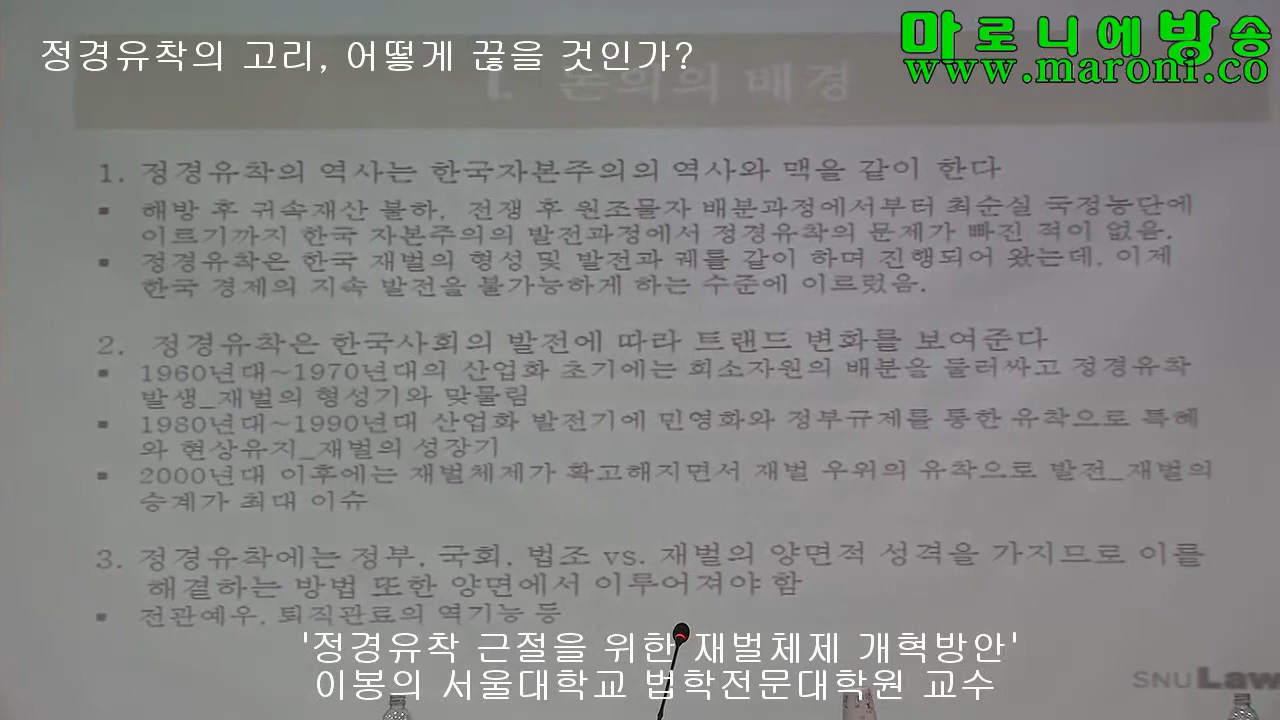 정경유착의 고리, 어떻게 끊을 것인가?
마로니에방송
www.maroni.co
I. 논의의 배경
1. 정경유착의 역사는 한국자본주의의 역사와 맥을 같이 한다
▪ 해방 후 귀속재산 불하, 전쟁 후 원조물자 배분과정에서부터 최순실 국정농단에
이르기까지 한국 자본주의의 발전과정에서 정경유착의 문제가 빠진 적이 없음.
▪ 정경유착은 한국 재벌의 형성 및 발전과 궤를 같이 하며 진행되어 왔는데, 이제
한국 경제의 지속 발전을 불가능하게 하는 수준에 이르렀음.
2. 정경유착은 한국사회의 발전에 따라 트랜드 변화를 보여준다
▪ 1960년대~1970년대의 산업화 초기에는 희소자원의 배분을 둘러싸고 정경유착
발생_재벌의 형성기와 맞물림
▪ 1980년대~1990년대 산업화 발전기에 민영화와 정부규제를 통한 유착으로 특혜
와 현상유지_재벌의 성장기
▪ 2000년대 이후에는 재벌체제가 확고해지면서 재벌 우위의 유착으로 발전_재벌의
승계가 최대 이슈
3. 정경유착에는 정부, 국회, 법조 vs. 재벌의 양면적 성격을 가지므로 이를
해결하는 방법 또한 양면에서 이루어져야 함
▪ 전관예우, 퇴직관료의 역기능 등
'정경유착 근절을 위한 재벌체제 개혁방안'
이봉의 서울대학교 법학전문대학원 교수
SNULaw